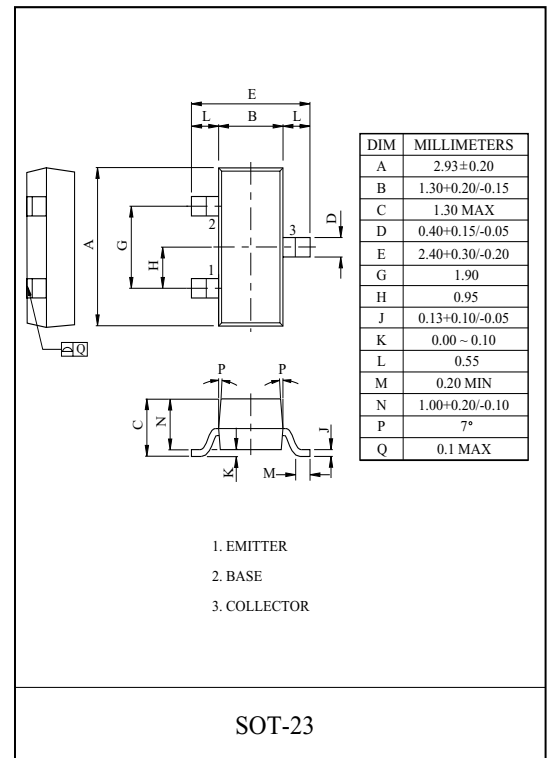 E
L B L
A
G
H
2
1
3
D
⏥ Q
DIM MILLIMETERS
A 2.93±0.20
B 1.30+0.20/-0.15
C 1.30 MAX
D 0.40+0.15/-0.05
E 2.40+0.30/-0.20
G 1.90
H 0.95
J 0.13+0.10/-0.05
K 0.00 ~ 0.10
L 0.55
M 0.20 MIN
N 1.00+0.20/-0.10
P 7°
Q 0.1 MAX
P P
C
N
K
M
J
1. EMITTER
2. BASE
3. COLLECTOR
SOT-23